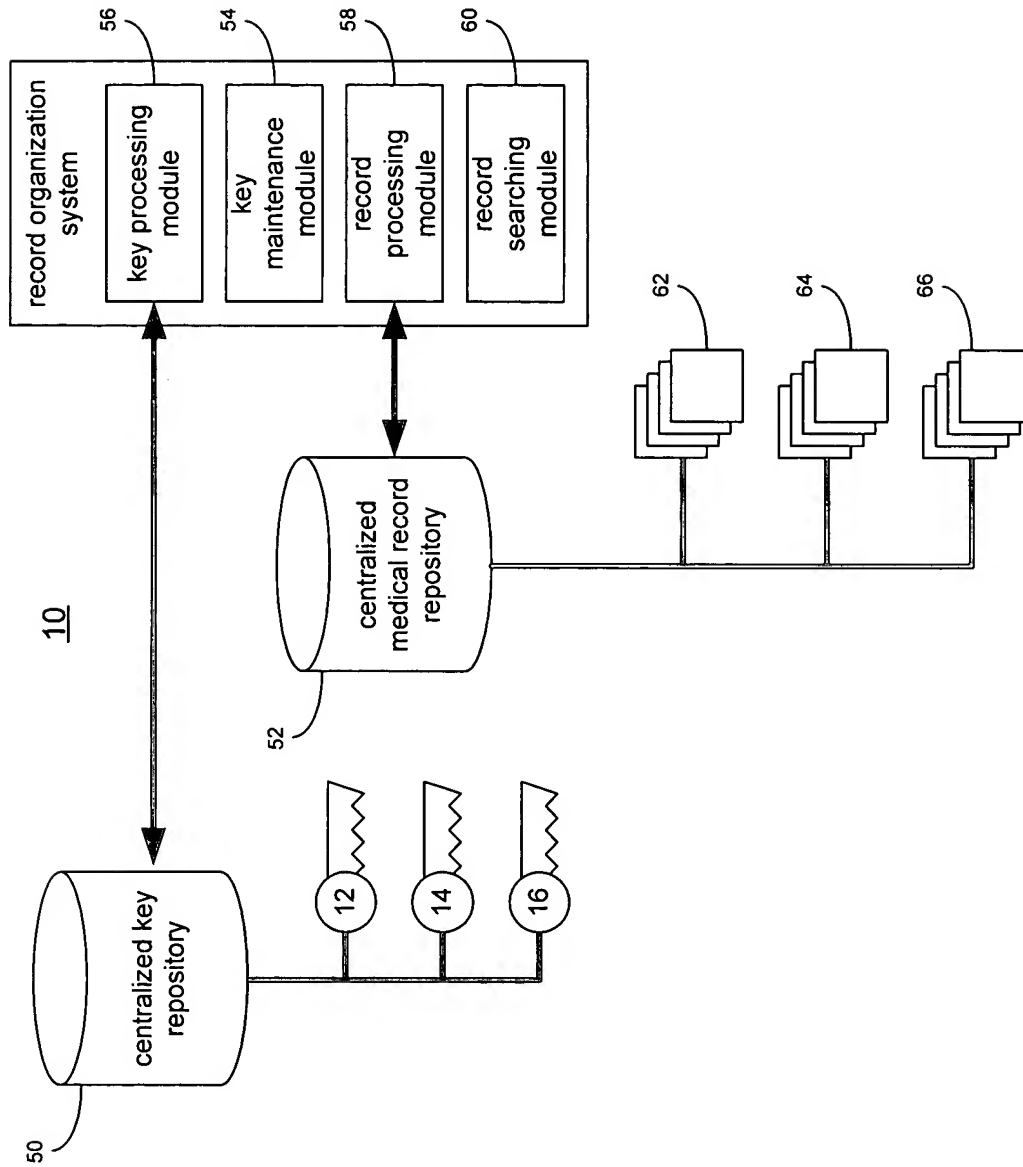 10
50
centralized key
repository
12
14
16
52
centralized
medical record
repository
62
64
66
record organization
system
key processing
module
56
key
maintenance
module
54
record
processing
module
58
record
searching
module
60